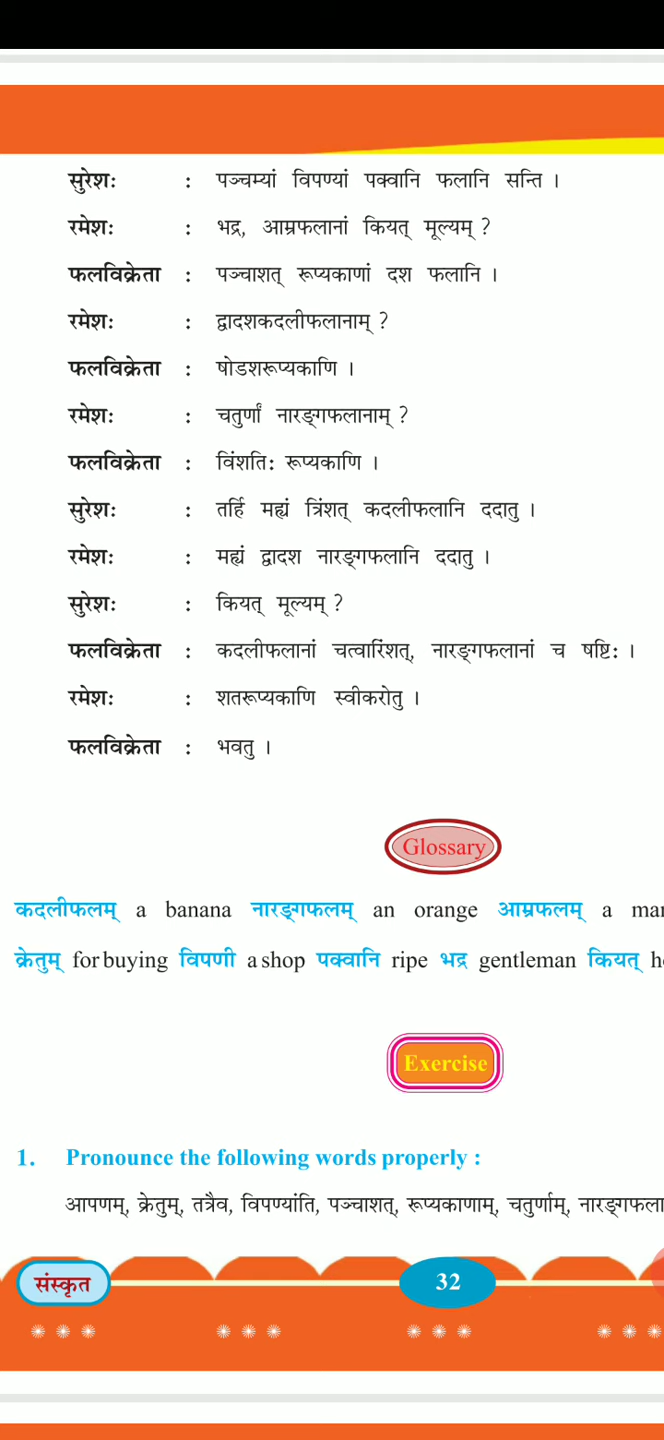 सुरेशः : पञ्चम्यां विपण्यां पक्वानि फलानि सन्ति ।
रमेशः : भद्र, आम्रफलानां कियत् मूल्यम् ?
फलविक्रेता : पञ्चाशत् रूप्यकाणां दश फलानि ।
रमेशः : द्वादशकदलीफलानाम् ?
फलविक्रेता : षोडशरूप्यकाणि ।
रमेशः : चतुर्णां नारङ्गफलानाम् ?
फलविक्रेता : विंशतिः रूप्यकाणि ।
सुरेशः : तर्हि मह्यं त्रिंशत् कदलीफलानि ददातु ।
रमेशः : मह्यं द्वादश नारङ्गफलानि ददातु ।
सुरेशः : कियत् मूल्यम् ?
फलविक्रेता : कदलीफलानां चत्वारिंशत्, नारङ्गफलानां च षष्टिः ।
रमेशः : शतरूप्यकाणि स्वीकरोतु ।
फलविक्रेता : भवतु ।
Glossary
कदलीफलम् a banana नारङ्गफलम् an orange आम्रफलम् a
क्रेतुम् for buying विपणी a shop पक्वानि ripe भद्र gentleman कियत्
Exercise
1. Pronounce the following words properly :
आपणम्, क्रेतुम्, तत्रैव, विपण्यांति, पञ्चाशत्, रूप्यकाणाम्, चतुर्णाम्, नारङ्गफला
संस्कृत 32